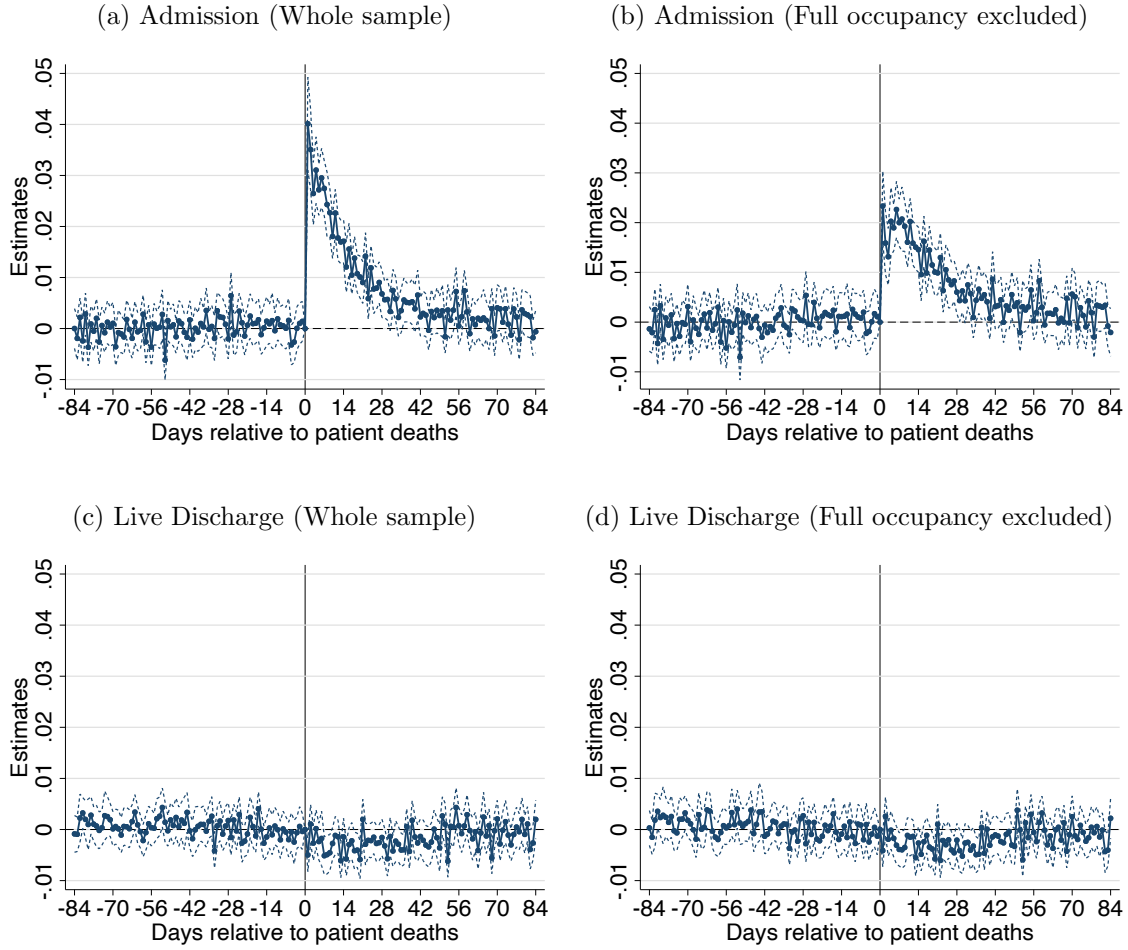 (a) Admission (Whole sample)
Estimates
.05
.04
.03
.02
.01
0
-.01
-84 -70 -56 -42 -28 -14 0 14 28 42 56 70 84
Days relative to patient deaths
(b) Admission (Full occupancy excluded)
Estimates
.05
.04
.03
.02
.01
0
-.01
-84 -70 -56 -42 -28 -14 0 14 28 42 56 70 84
Days relative to patient deaths
(c) Live Discharge (Whole sample)
Estimates
.05
.04
.03
.02
.01
0
-.01
-84 -70 -56 -42 -28 -14 0 14 28 42 56 70 84
Days relative to patient deaths
(d) Live Discharge (Full occupancy excluded)
Estimates
.05
.04
.03
.02
.01
0
-.01
-84 -70 -56 -42 -28 -14 0 14 28 42 56 70 84
Days relative to patient deaths